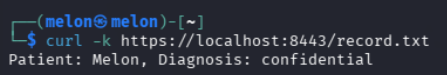 ┌──(melon㉿melon)-[~]
└─$ curl -k https://localhost:8443/record.txt
Patient: Melon, Diagnosis: confidential